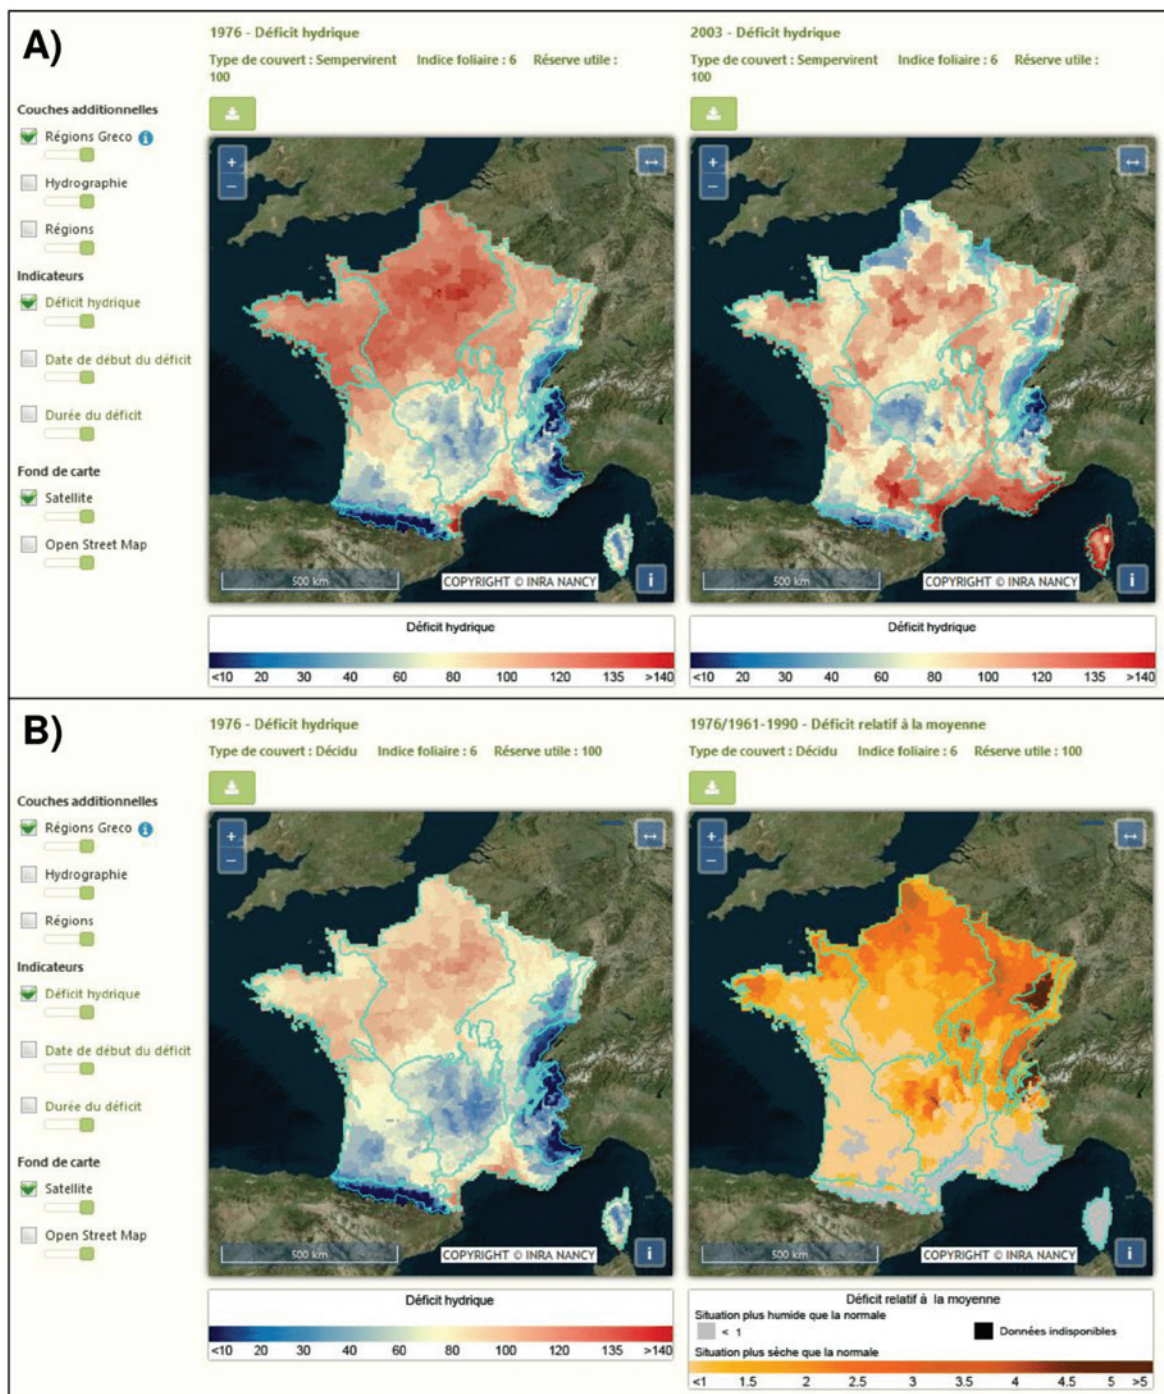 A)
1976 - Déficit hydrique
Type de couvert : Sempervirent Indice foliaire : 6 Réserve utile :
100
2003 - Déficit hydrique
Type de couvert : Sempervirent Indice foliaire : 6 Réserve utile :
100
Couches additionnelles
Régions Greco i
Hydrographie
Régions
Indicateurs
Déficit hydrique
Date de début du déficit
Durée du déficit
Fond de carte
Satellite
Open Street Map
+
−
↔
500 km
COPYRIGHT © INRA NANCY
i
+
−
↔
500 km
COPYRIGHT © INRA NANCY
i
Déficit hydrique
<10 20 30 40 60 80 100 120 135 >140
Déficit hydrique
<10 20 30 40 60 80 100 120 135 >140
B)
1976 - Déficit hydrique
Type de couvert : Décidu Indice foliaire : 6 Réserve utile : 100
1976/1961-1990 - Déficit relatif à la moyenne
Type de couvert : Décidu Indice foliaire : 6 Réserve utile : 100
Couches additionnelles
Régions Greco i
Hydrographie
Régions
Indicateurs
Déficit hydrique
Date de début du déficit
Durée du déficit
Fond de carte
Satellite
Open Street Map
+
−
↔
500 km
COPYRIGHT © INRA NANCY
i
+
−
↔
500 km
COPYRIGHT © INRA NANCY
i
Déficit hydrique
<10 20 30 40 60 80 100 120 135 >140
Déficit relatif à la moyenne
Situation plus humide que la normale
< 1 Données indisponibles
Situation plus sèche que la normale
<1 1.5 2 2.5 3 3.5 4 4.5 5 >5